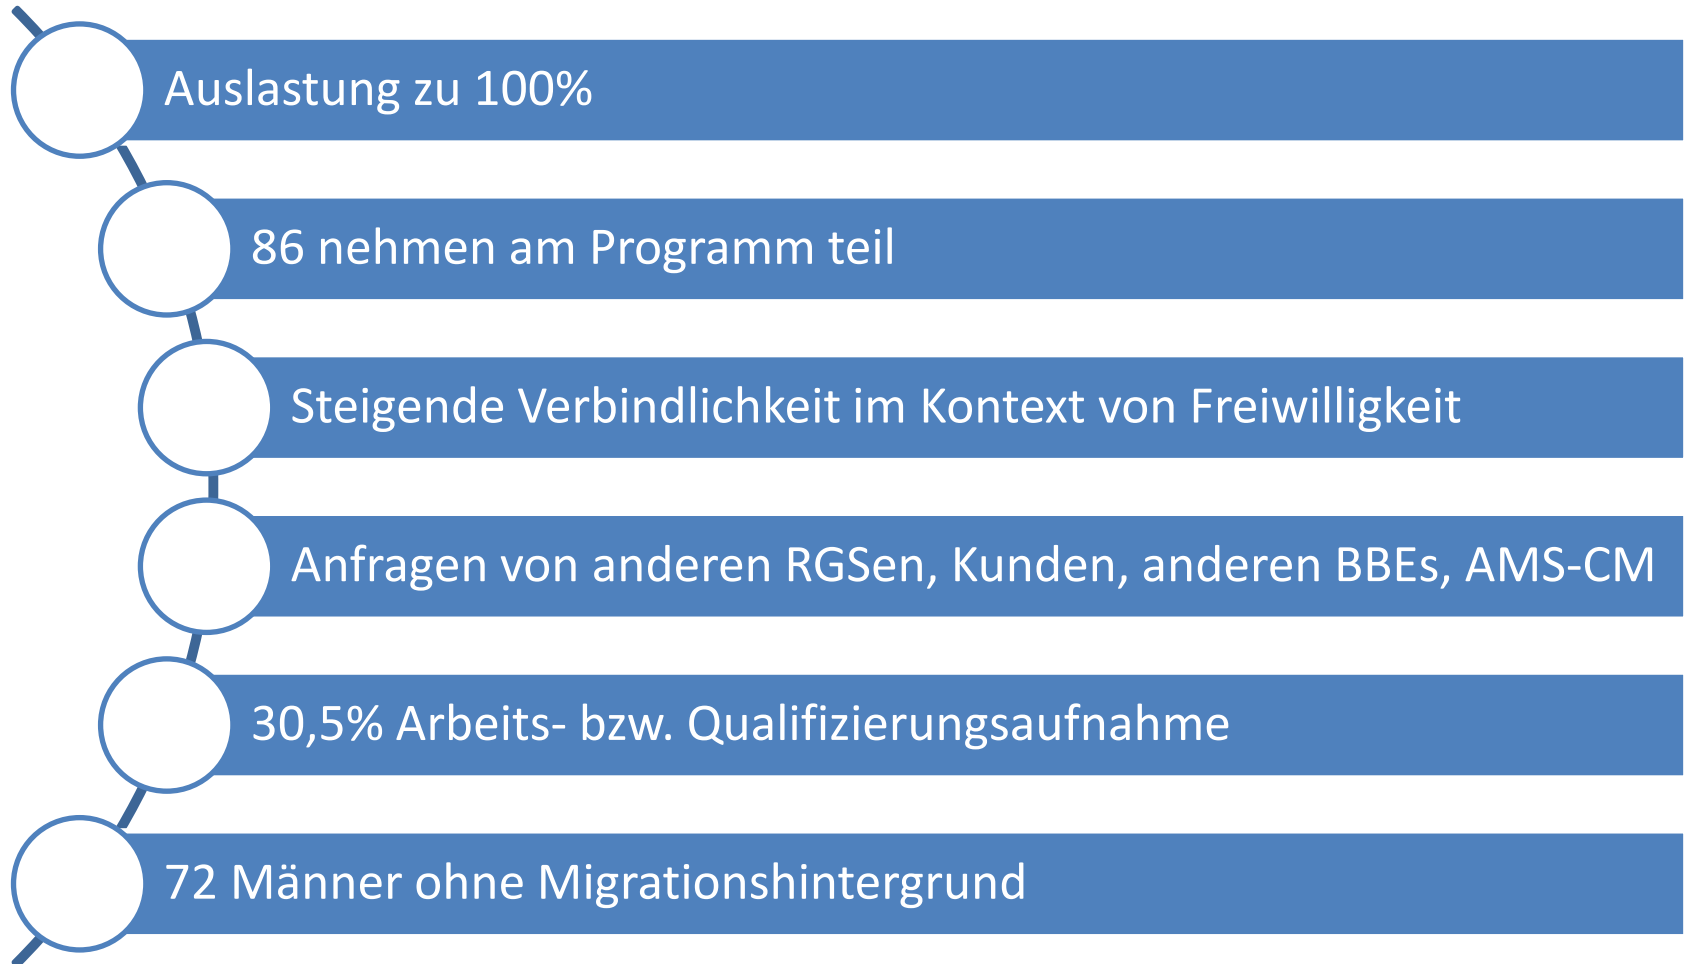 Auslastung zu 100%
86 nehmen am Programm teil
Steigende Verbindlichkeit im Kontext von Freiwilligkeit
Anfragen von anderen RGSen, Kunden, anderen BBEs, AMS-CM
30,5% Arbeits- bzw. Qualifizierungsaufnahme
72 Männer ohne Migrationshintergrund